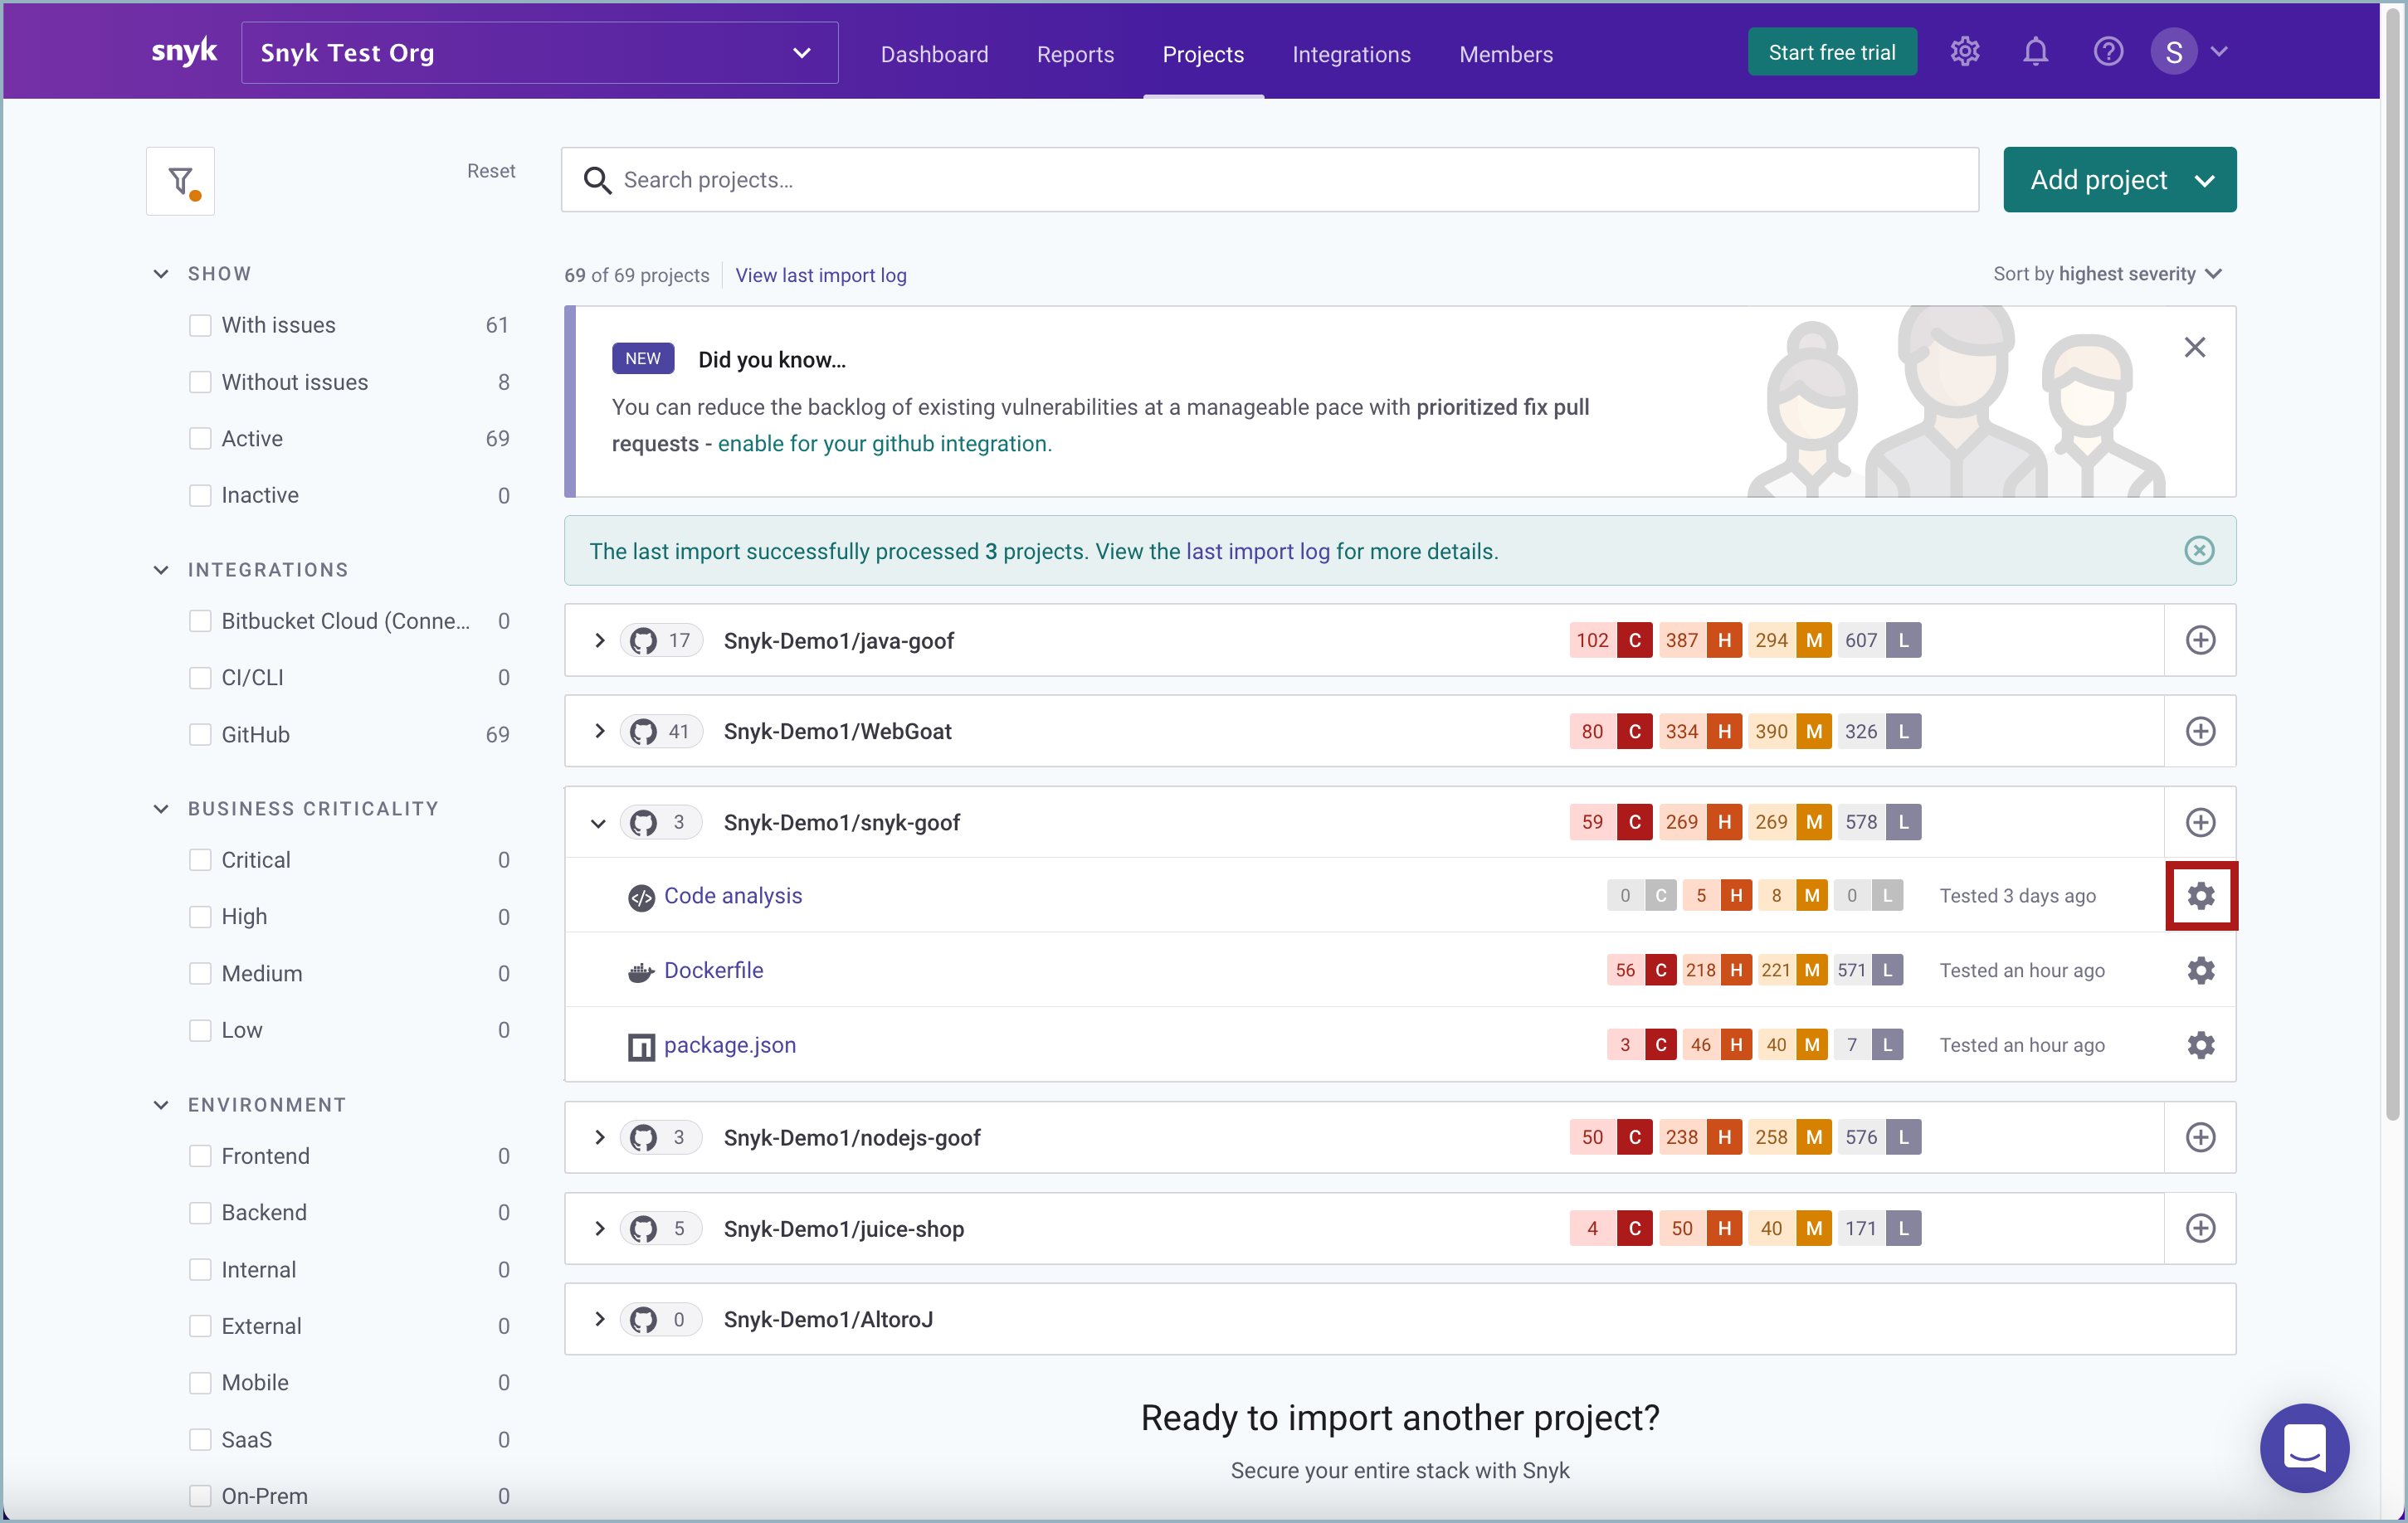 snyk
Snyk Test Org
Dashboard
Reports
Projects
Integrations
Members
Start free trial
S
Reset
Search projects...
Add project
SHOW
With issues 61
Without issues 8
Active 69
Inactive 0
INTEGRATIONS
Bitbucket Cloud (Conne... 0
CI/CLI 0
GitHub 69
BUSINESS CRITICALITY
Critical 0
High 0
Medium 0
Low 0
ENVIRONMENT
Frontend 0
Backend 0
Internal 0
External 0
Mobile 0
SaaS 0
On-Prem 0
69 of 69 projects
View last import log
Sort by highest severity
NEW Did you know...
You can reduce the backlog of existing vulnerabilities at a manageable pace with prioritized fix pull
requests - enable for your github integration.
The last import successfully processed 3 projects. View the last import log for more details.
17 Snyk-Demo1/java-goof 102 C 387 H 294 M 607 L
41 Snyk-Demo1/WebGoat 80 C 334 H 390 M 326 L
3 Snyk-Demo1/snyk-goof 59 C 269 H 269 M 578 L
Code analysis 0 C 5 H 8 M 0 L Tested 3 days ago
Dockerfile 56 C 218 H 221 M 571 L Tested an hour ago
package.json 3 C 46 H 40 M 7 L Tested an hour ago
3 Snyk-Demo1/nodejs-goof 50 C 238 H 258 M 576 L
5 Snyk-Demo1/juice-shop 4 C 50 H 40 M 171 L
0 Snyk-Demo1/AltoroJ
Ready to import another project?
Secure your entire stack with Snyk